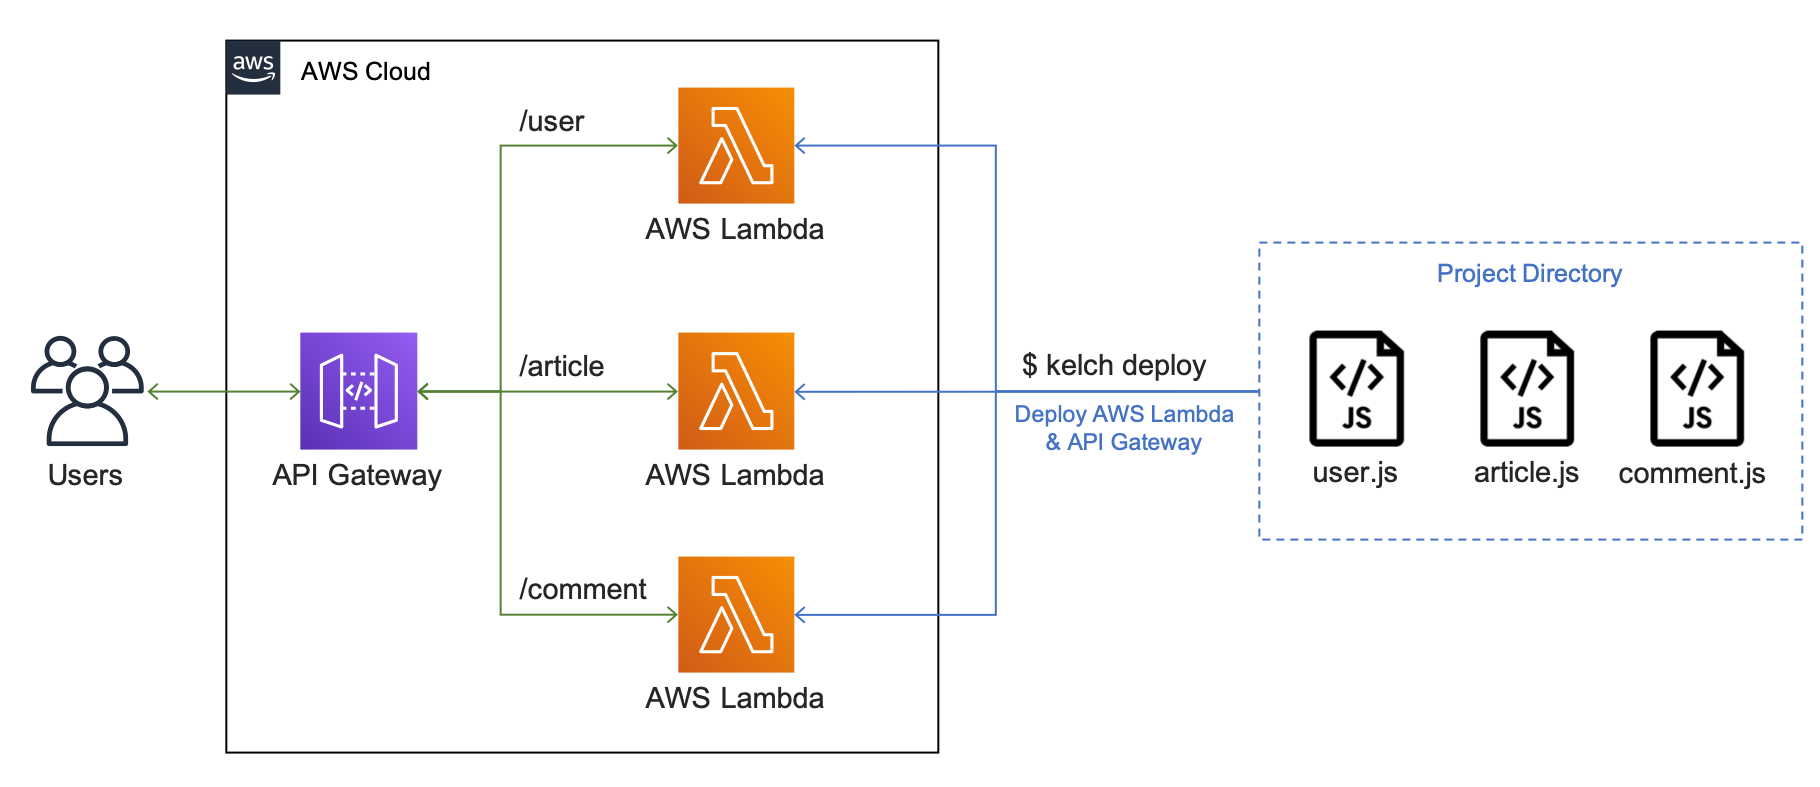 aws
AWS Cloud
/user
AWS Lambda
Project Directory
/article
$ kelch deploy
Deploy AWS Lambda
& API Gateway
</>
JS
</>
JS
</>
JS
</>
user.js
article.js
comment.js
Users
API Gateway
AWS Lambda
/comment
AWS Lambda